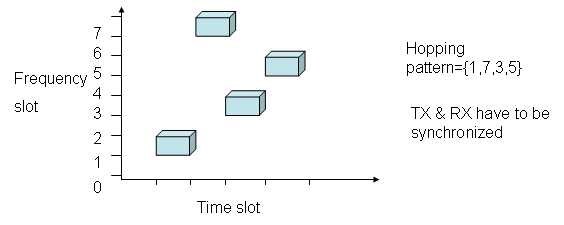 7
6
5
4
3
2
1
0
Frequency
slot
Time slot
Hopping
pattern={1,7,3,5}
TX & RX have to be
synchronized